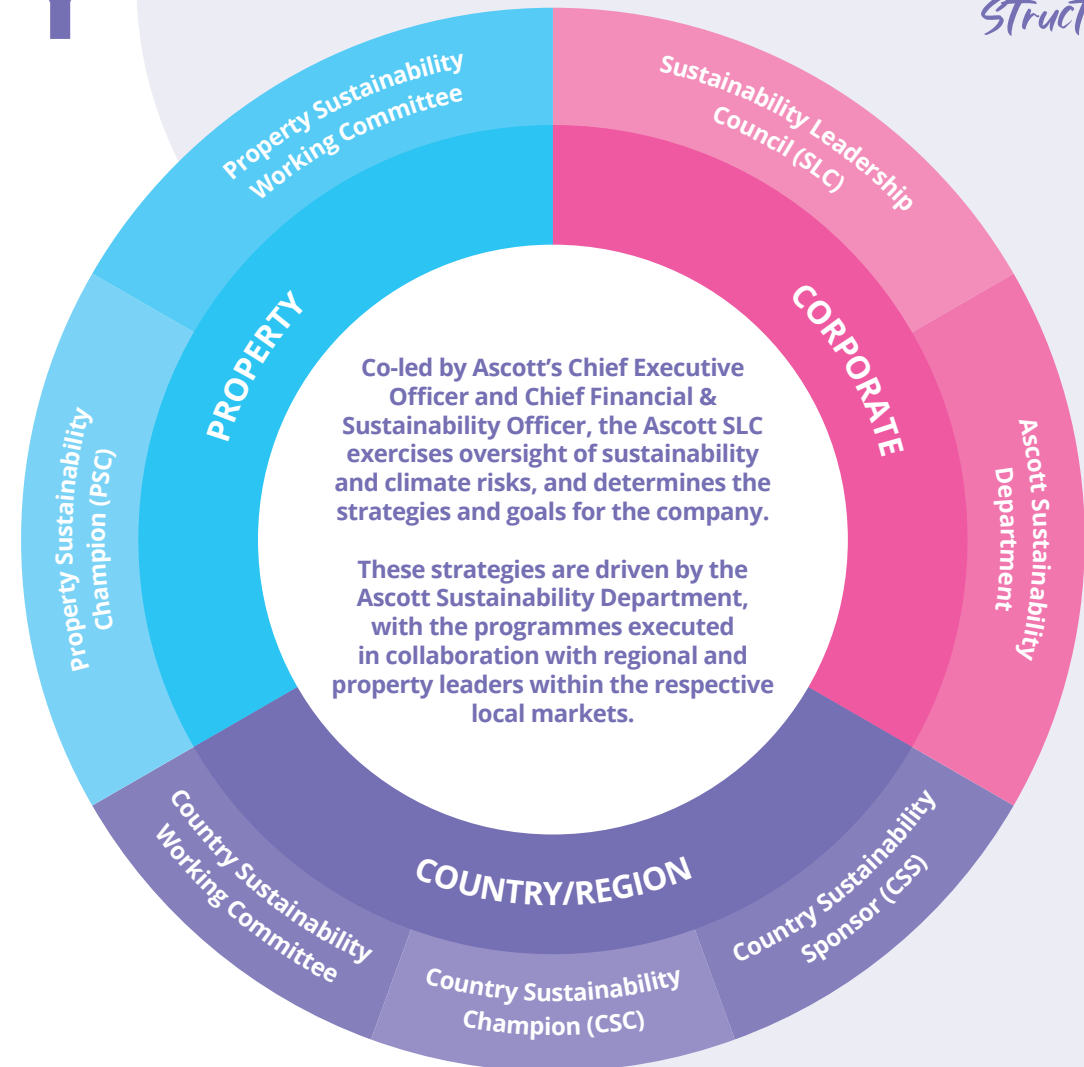 STruct
Sustainability Leadership
Council (SLC)
CORPORATE
Ascott Sustainability
Department
Country Sustainability
Sponsor (CSS)
COUNTRY/REGION
Country Sustainability
Champion (CSC)
Country Sustainability
Working Committee
Property Sustainability
Champion (PSC)
PROPERTY
Property Sustainability
Working Committee
Co-led by Ascott’s Chief Executive
Officer and Chief Financial &
Sustainability Officer, the Ascott SLC
exercises oversight of sustainability
and climate risks, and determines the
strategies and goals for the company.
These strategies are driven by the
Ascott Sustainability Department,
with the programmes executed
in collaboration with regional and
property leaders within the respective
local markets.